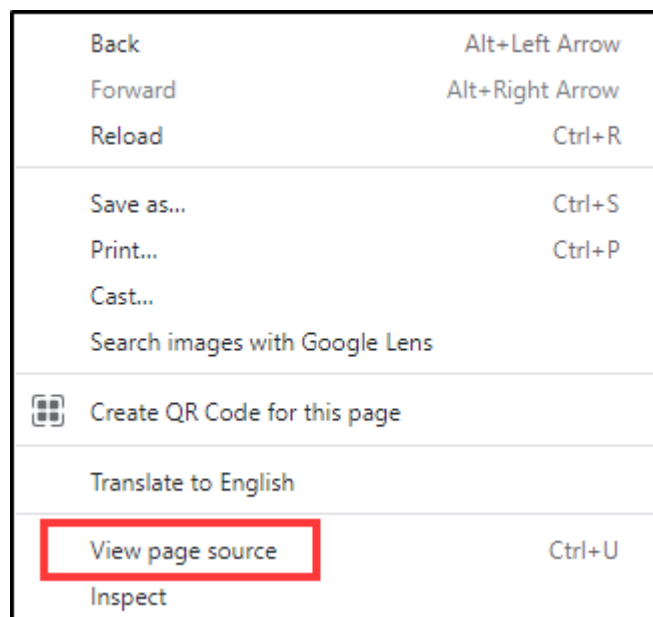 Back Alt+Left Arrow
Forward Alt+Right Arrow
Reload Ctrl+R
Save as... Ctrl+S
Print... Ctrl+P
Cast...
Search images with Google Lens
Create QR Code for this page
Translate to English
View page source Ctrl+U
Inspect